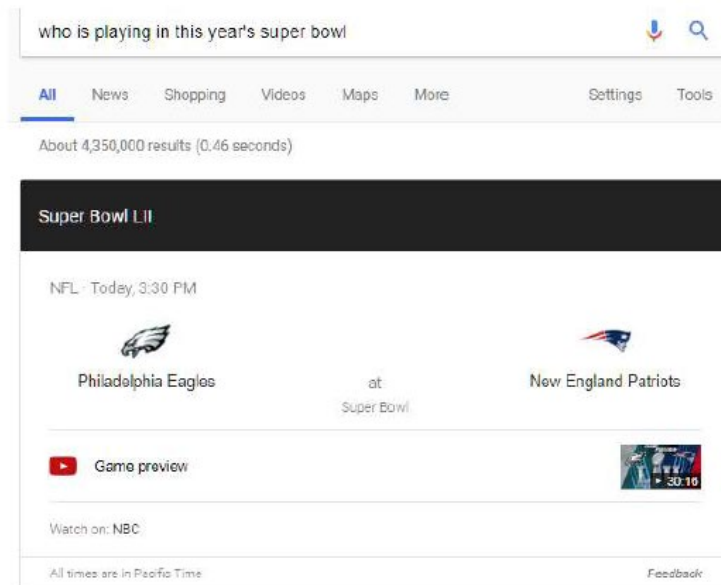 who is playing in this year's super bowl
All News Shopping Videos Maps More Settings Tools
About 4,350,000 results (0.46 seconds)
Super Bowl LII
NFL · Today, 3:30 PM
Philadelphia Eagles at New England Patriots
Super Bowl
Game preview
30:16
Watch on: NBC
All times are in Pacific Time Feedback